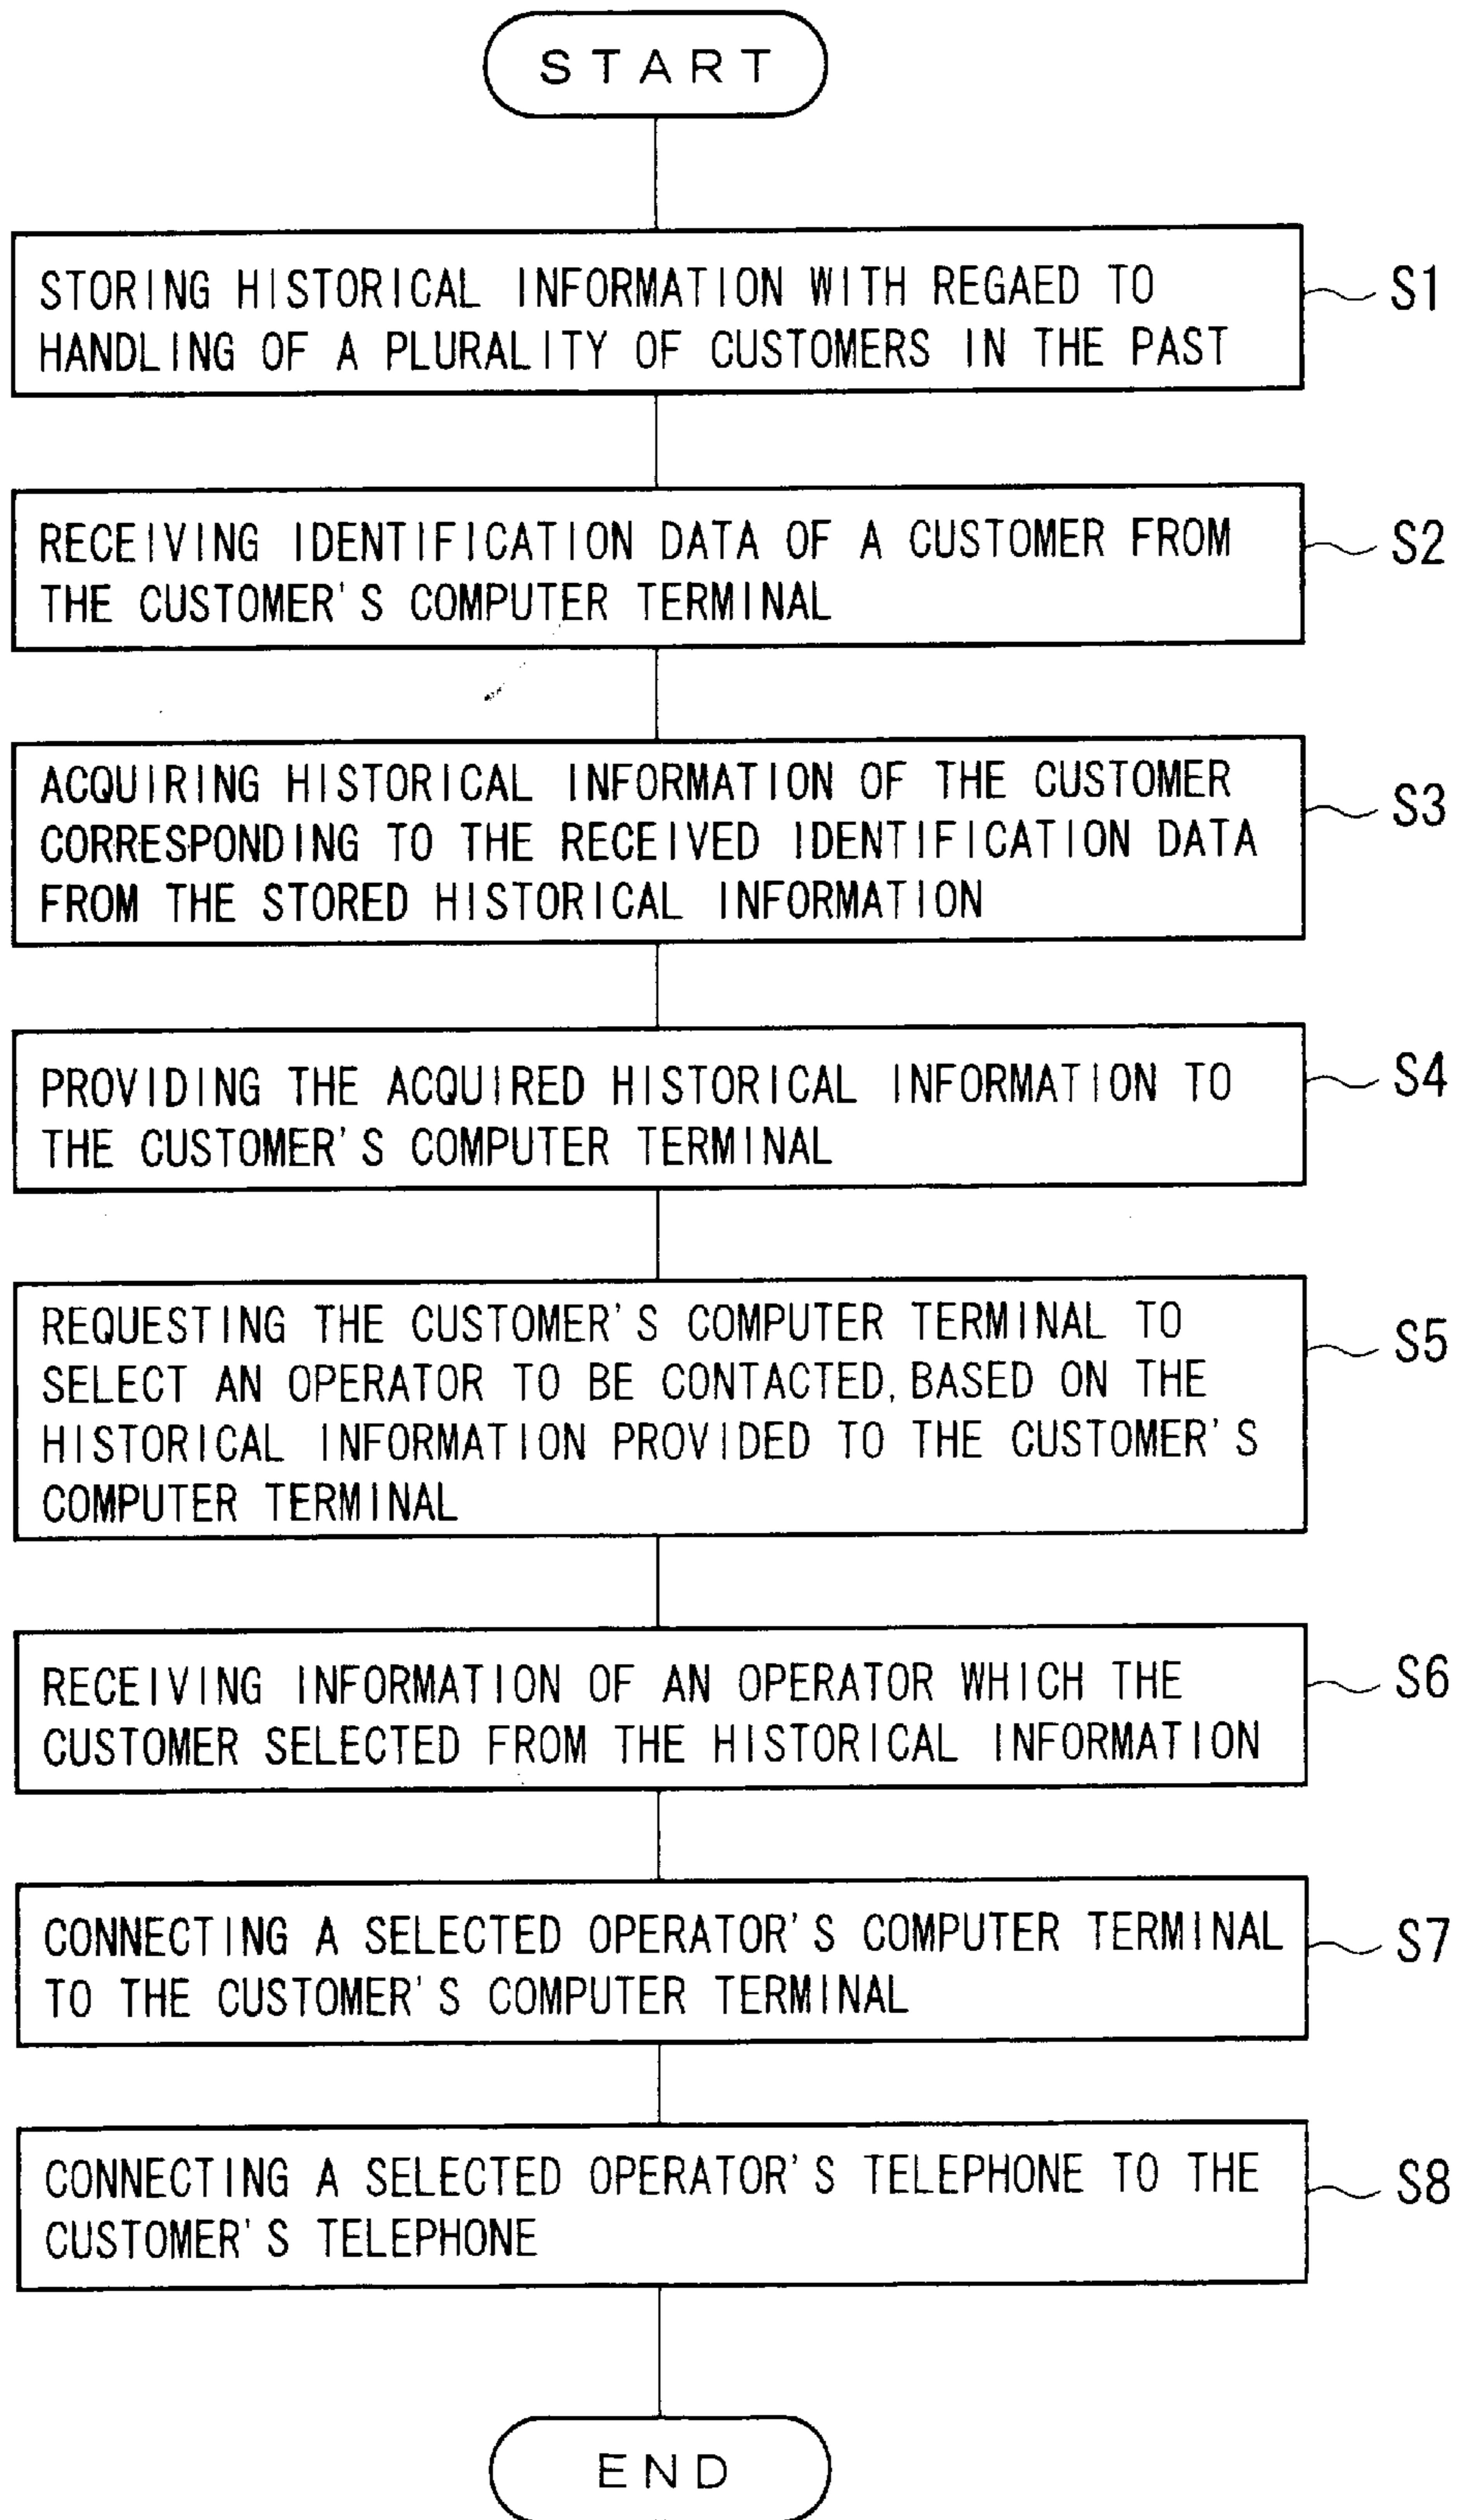 START
STORING HISTORICAL INFORMATION WITH REGAED TO
HANDLING OF A PLURALITY OF CUSTOMERS IN THE PAST
S1
RECEIVING IDENTIFICATION DATA OF A CUSTOMER FROM
THE CUSTOMER'S COMPUTER TERMINAL
S2
ACQUIRING HISTORICAL INFORMATION OF THE CUSTOMER
CORRESPONDING TO THE RECEIVED IDENTIFICATION DATA
FROM THE STORED HISTORICAL INFORMATION
S3
PROVIDING THE ACQUIRED HISTORICAL INFORMATION TO
THE CUSTOMER'S COMPUTER TERMINAL
S4
REQUESTING THE CUSTOMER'S COMPUTER TERMINAL TO
SELECT AN OPERATOR TO BE CONTACTED, BASED ON THE
HISTORICAL INFORMATION PROVIDED TO THE CUSTOMER'S
COMPUTER TERMINAL
S5
RECEIVING INFORMATION OF AN OPERATOR WHICH THE
CUSTOMER SELECTED FROM THE HISTORICAL INFORMATION
S6
CONNECTING A SELECTED OPERATOR'S COMPUTER TERMINAL
TO THE CUSTOMER'S COMPUTER TERMINAL
S7
CONNECTING A SELECTED OPERATOR'S TELEPHONE TO THE
CUSTOMER'S TELEPHONE
S8
END